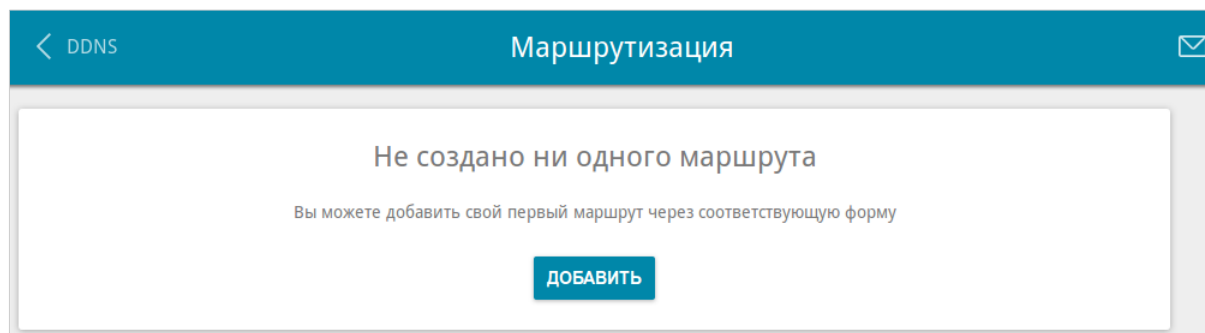 DDNS
Маршрутизация
Не создано ни одного маршрута
Вы можете добавить свой первый маршрут через соответствующую форму
ДОБАВИТЬ